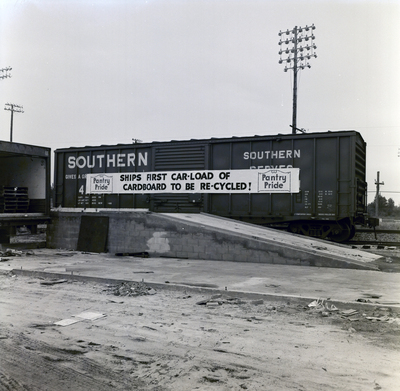 SOUTHERN
SOUTHERN
Pantry
Pride
SHIPS FIRST CAR-LOAD OF
CARDBOARD TO BE RE-CYCLED!
Pantry
Pride